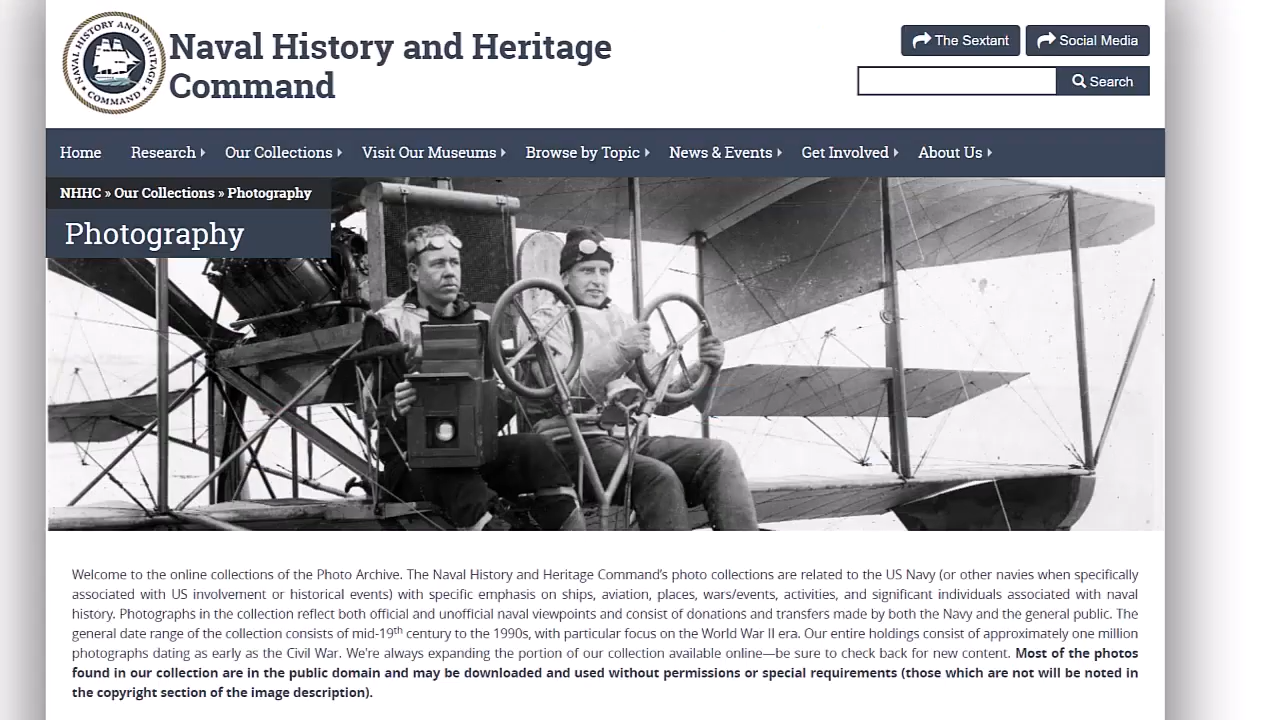 NAVAL HISTORY AND HERITAGE
COMMAND
Naval History and Heritage
Command
The Sextant
Social Media
Search
Home Research Our Collections Visit Our Museums Browse by Topic News & Events Get Involved About Us
NHHC » Our Collections » Photography
Photography
Welcome to the online collections of the Photo Archive. The Naval History and Heritage Command's photo collections are related to the US Navy (or other navies when specifically
associated with US involvement or historical events) with specific emphasis on ships, aviation, places, wars/events, activities, and significant individuals associated with naval
history. Photographs in the collection reflect both official and unofficial naval viewpoints and consist of donations and transfers made by both the Navy and the general public. The
general date range of the collection consists of mid-19th century to the 1990s, with particular focus on the World War II era. Our entire holdings consist of approximately one million
photographs dating as early as the Civil War. We're always expanding the portion of our collection available online—be sure to check back for new content. Most of the photos
found in our collection are in the public domain and may be downloaded and used without permissions or special requirements (those which are not will be noted in
the copyright section of the image description).